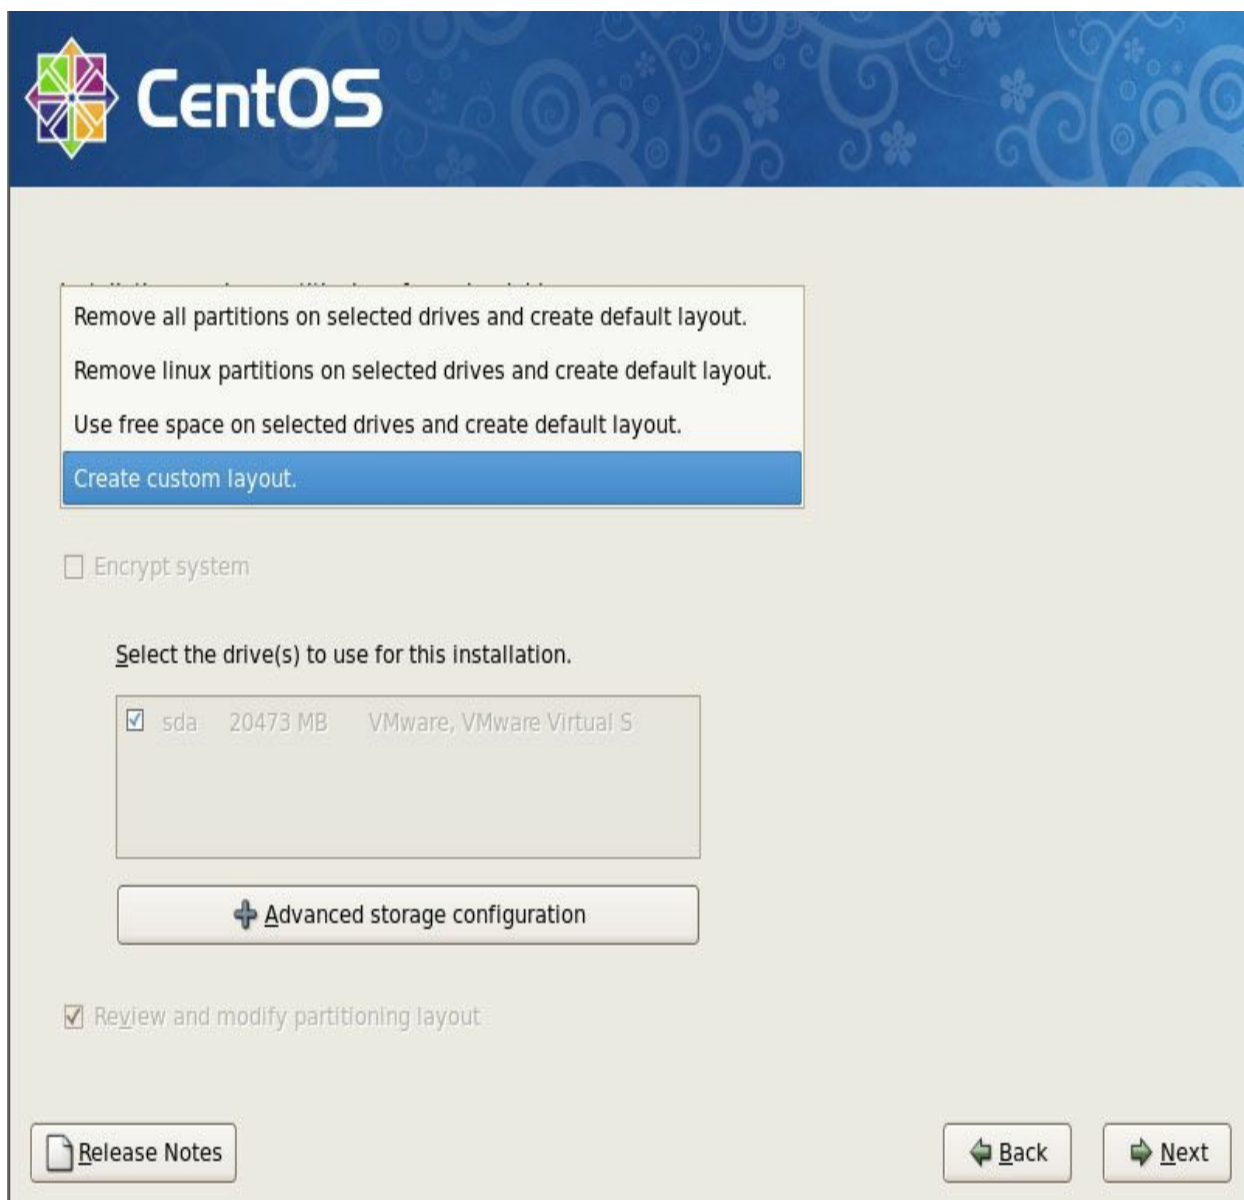 CentOS
Remove all partitions on selected drives and create default layout.
Remove linux partitions on selected drives and create default layout.
Use free space on selected drives and create default layout.
Create custom layout.
Encrypt system
Select the drive(s) to use for this installation.
sda 20473 MB VMware, VMware Virtual S
Advanced storage configuration
Review and modify partitioning layout
Release Notes
Back
Next